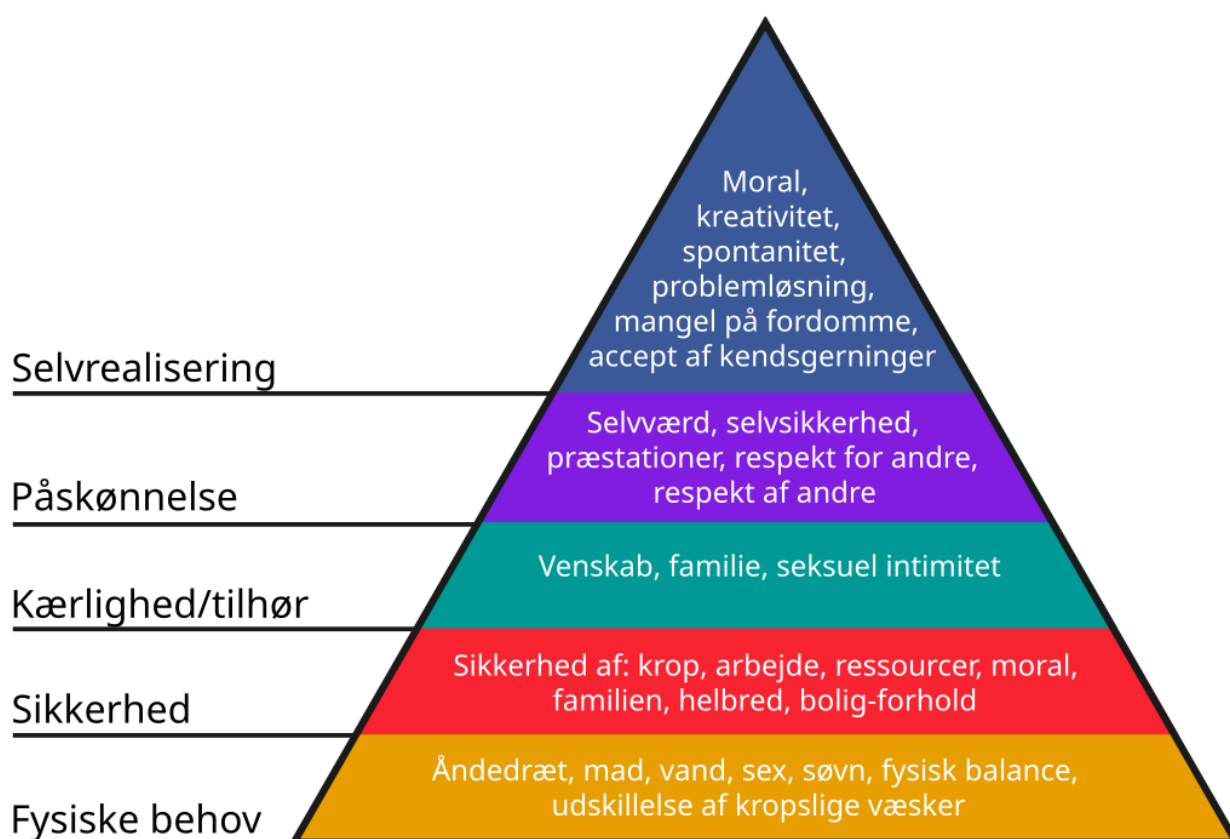 Moral,
kreativitet,
spontanitet,
problemløsning,
mangel på fordomme,
accept af kendsgerninger
Selvrealisering
Selvværd, selvsikkerhed,
præstationer, respekt for andre,
respekt af andre
Påskønnelse
Venskab, familie, seksuel intimitet
Kærlighed/tilhør
Sikkerhed af: krop, arbejde, ressourcer, moral,
familien, helbred, bolig-forhold
Sikkerhed
Åndedræt, mad, vand, sex, søvn, fysisk balance,
udskillelse af kropslige væsker
Fysiske behov